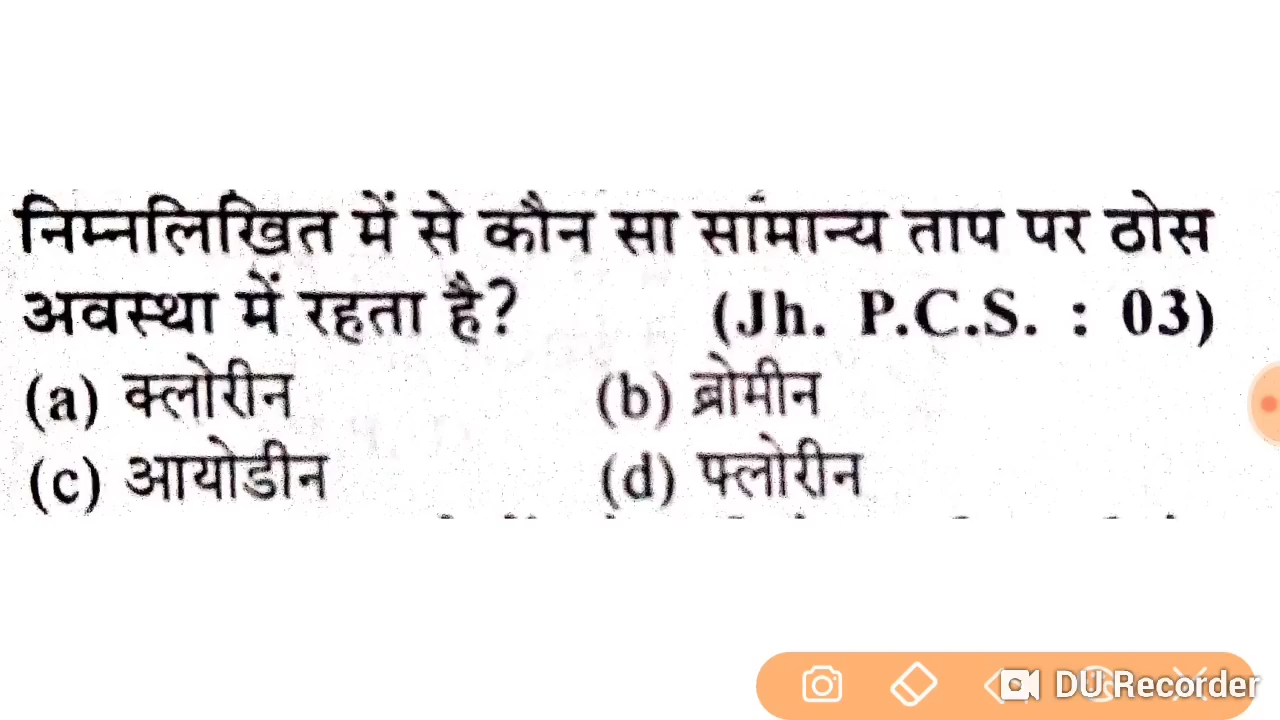 निम्नलिखित में से कौन सा सामान्य ताप पर ठोस
अवस्था में रहता है? (Jh. P.C.S. : 03)
(a) क्लोरीन (b) ब्रोमीन
(c) आयोडीन (d) फ्लोरीन
DU Recorder